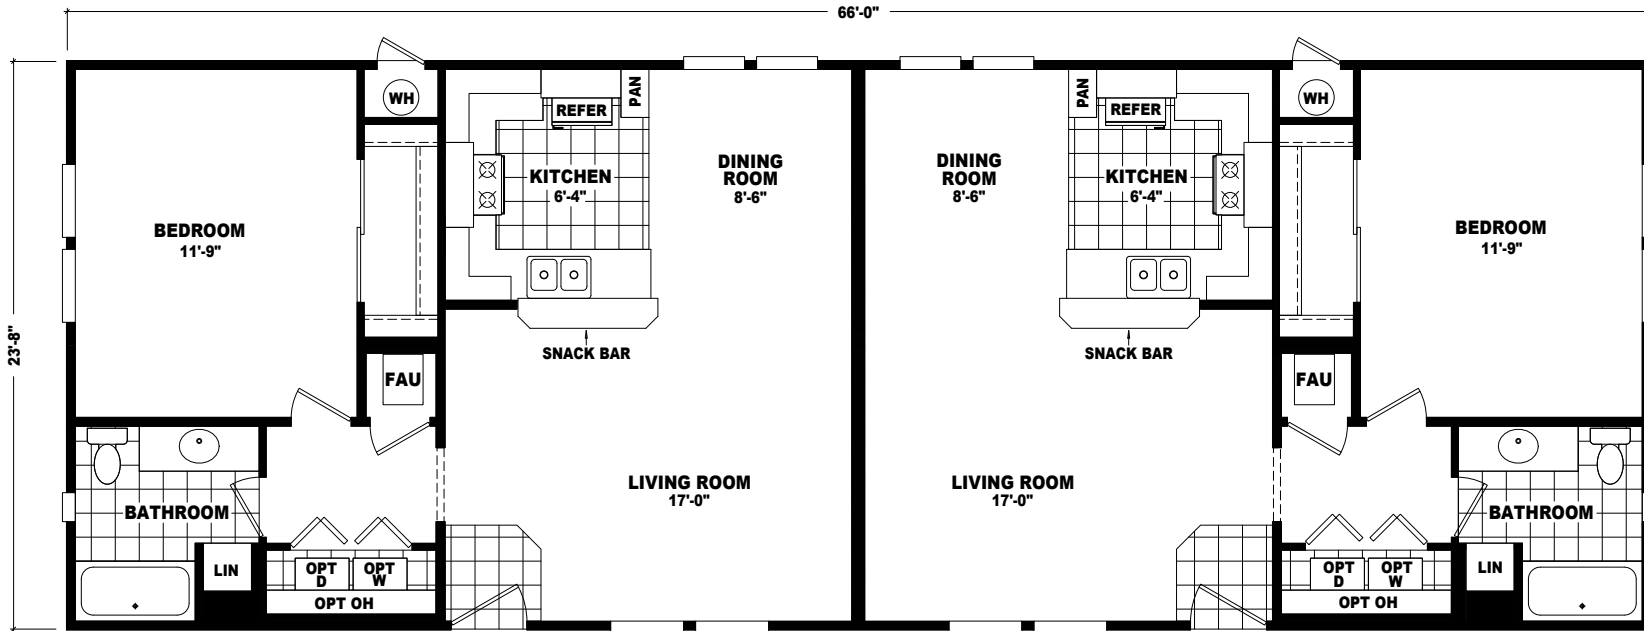 66'-0"
23'-8"
WH
REFER
PAN
KITCHEN
6'-4"
DINING
ROOM
8'-6"
BEDROOM
11'-9"
SNACK BAR
FAU
LIVING ROOM
17'-0"
BATHROOM
LIN
OPT
D
OPT
W
OPT OH
PAN
REFER
WH
DINING
ROOM
8'-6"
KITCHEN
6'-4"
BEDROOM
11'-9"
SNACK BAR
FAU
LIVING ROOM
17'-0"
BATHROOM
OPT
D
OPT
W
LIN
OPT OH